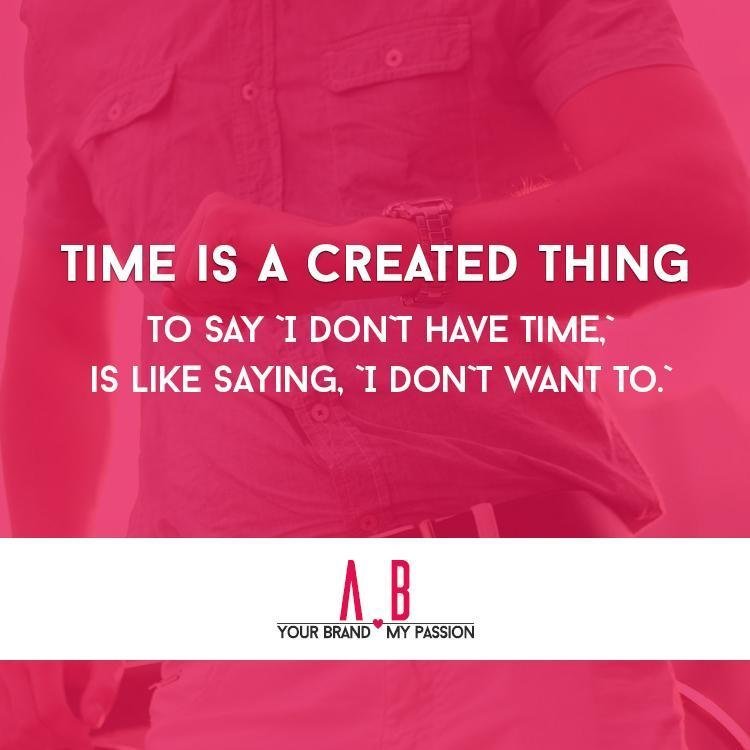 TIME IS A CREATED THING
TO SAY `I DON`T HAVE TIME,`
IS LIKE SAYING, `I DON`T WANT TO.`
A.B
YOUR BRAND MY PASSION